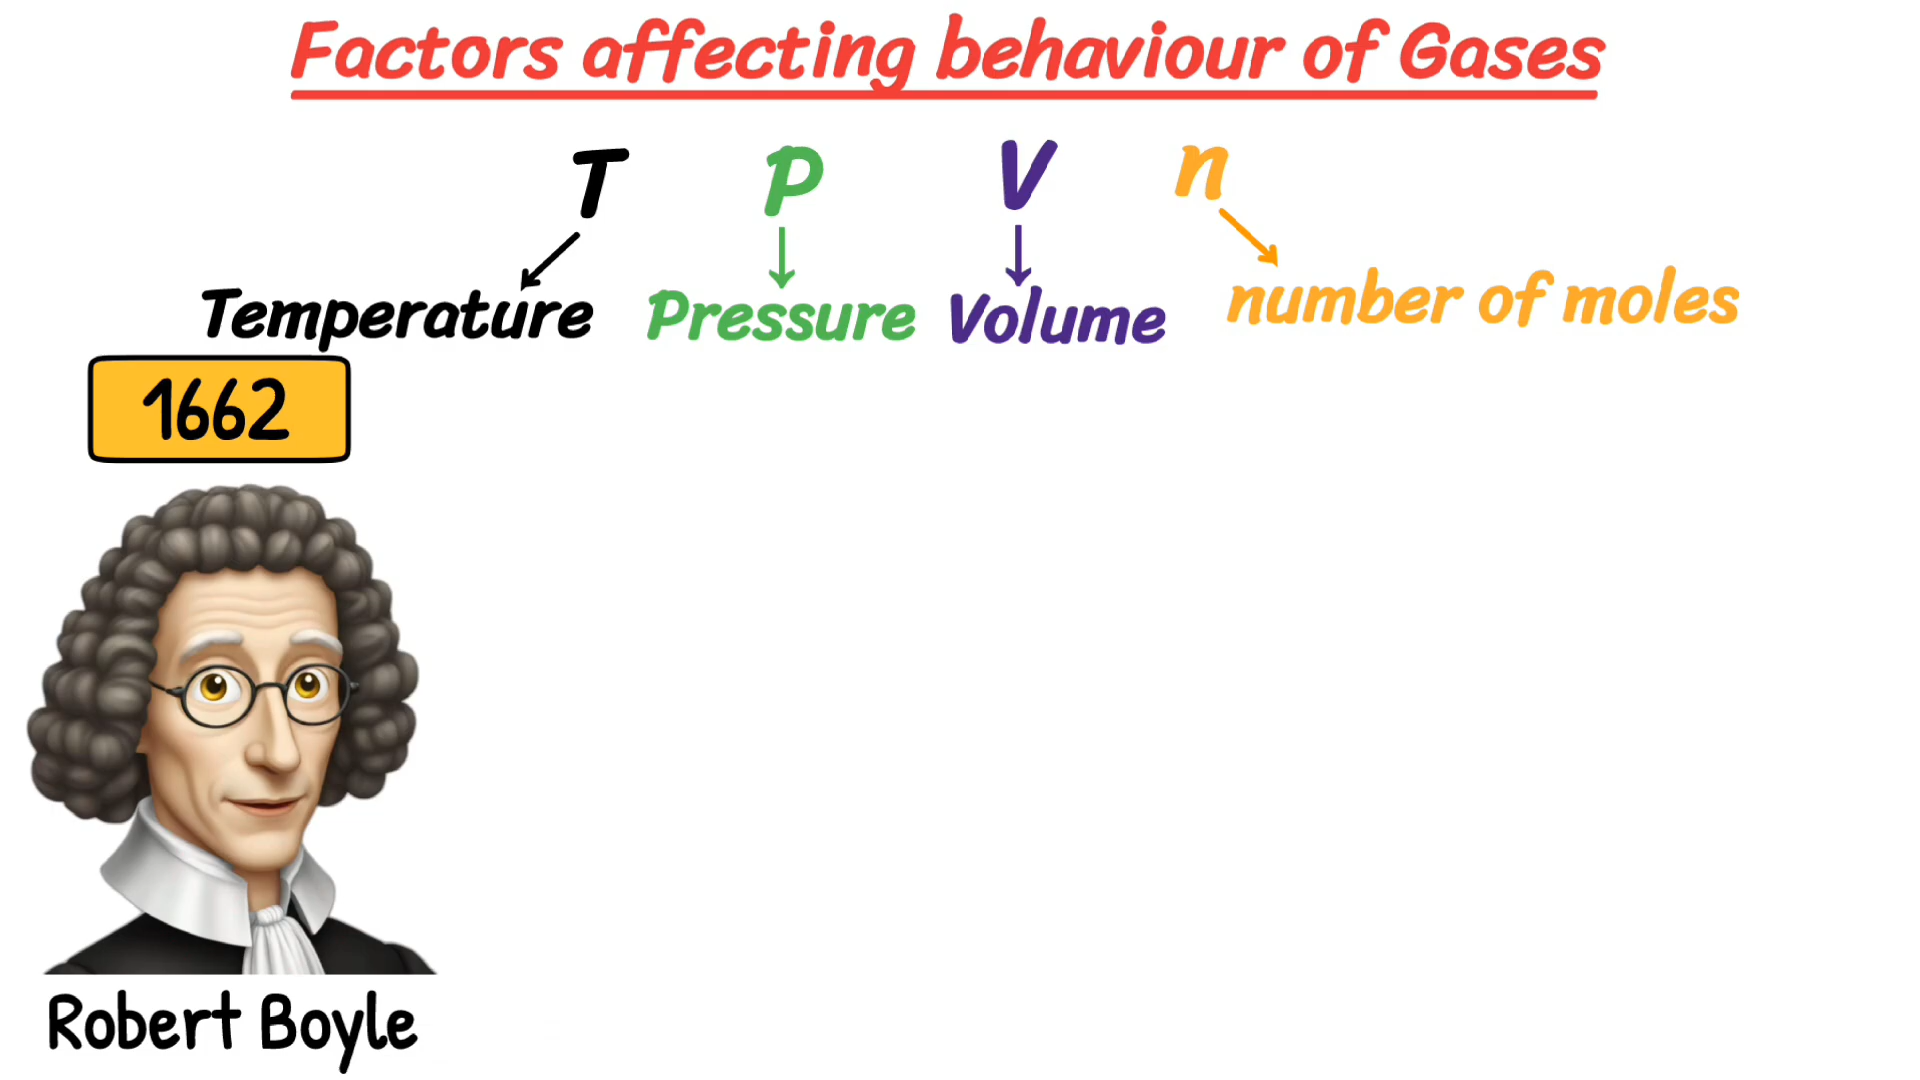 Factors affecting behaviour of Gases
T P V n
Temperature Pressure Volume number of moles
1662
Robert Boyle